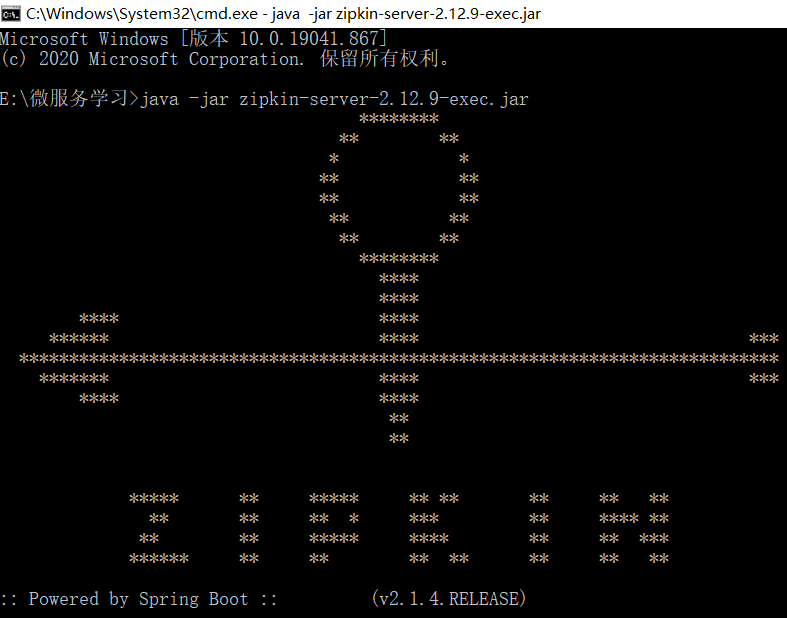 C:\Windows\System32\cmd.exe - java  -jar zipkin-server-2.12.9-exec.jar
Microsoft Windows [版本 10.0.19041.867]
(c) 2020 Microsoft Corporation. 保留所有权利。
E:\微服务学习>java -jar zipkin-server-2.12.9-exec.jar
ZIPKIN
:: Powered by Spring Boot ::         (v2.1.4.RELEASE)